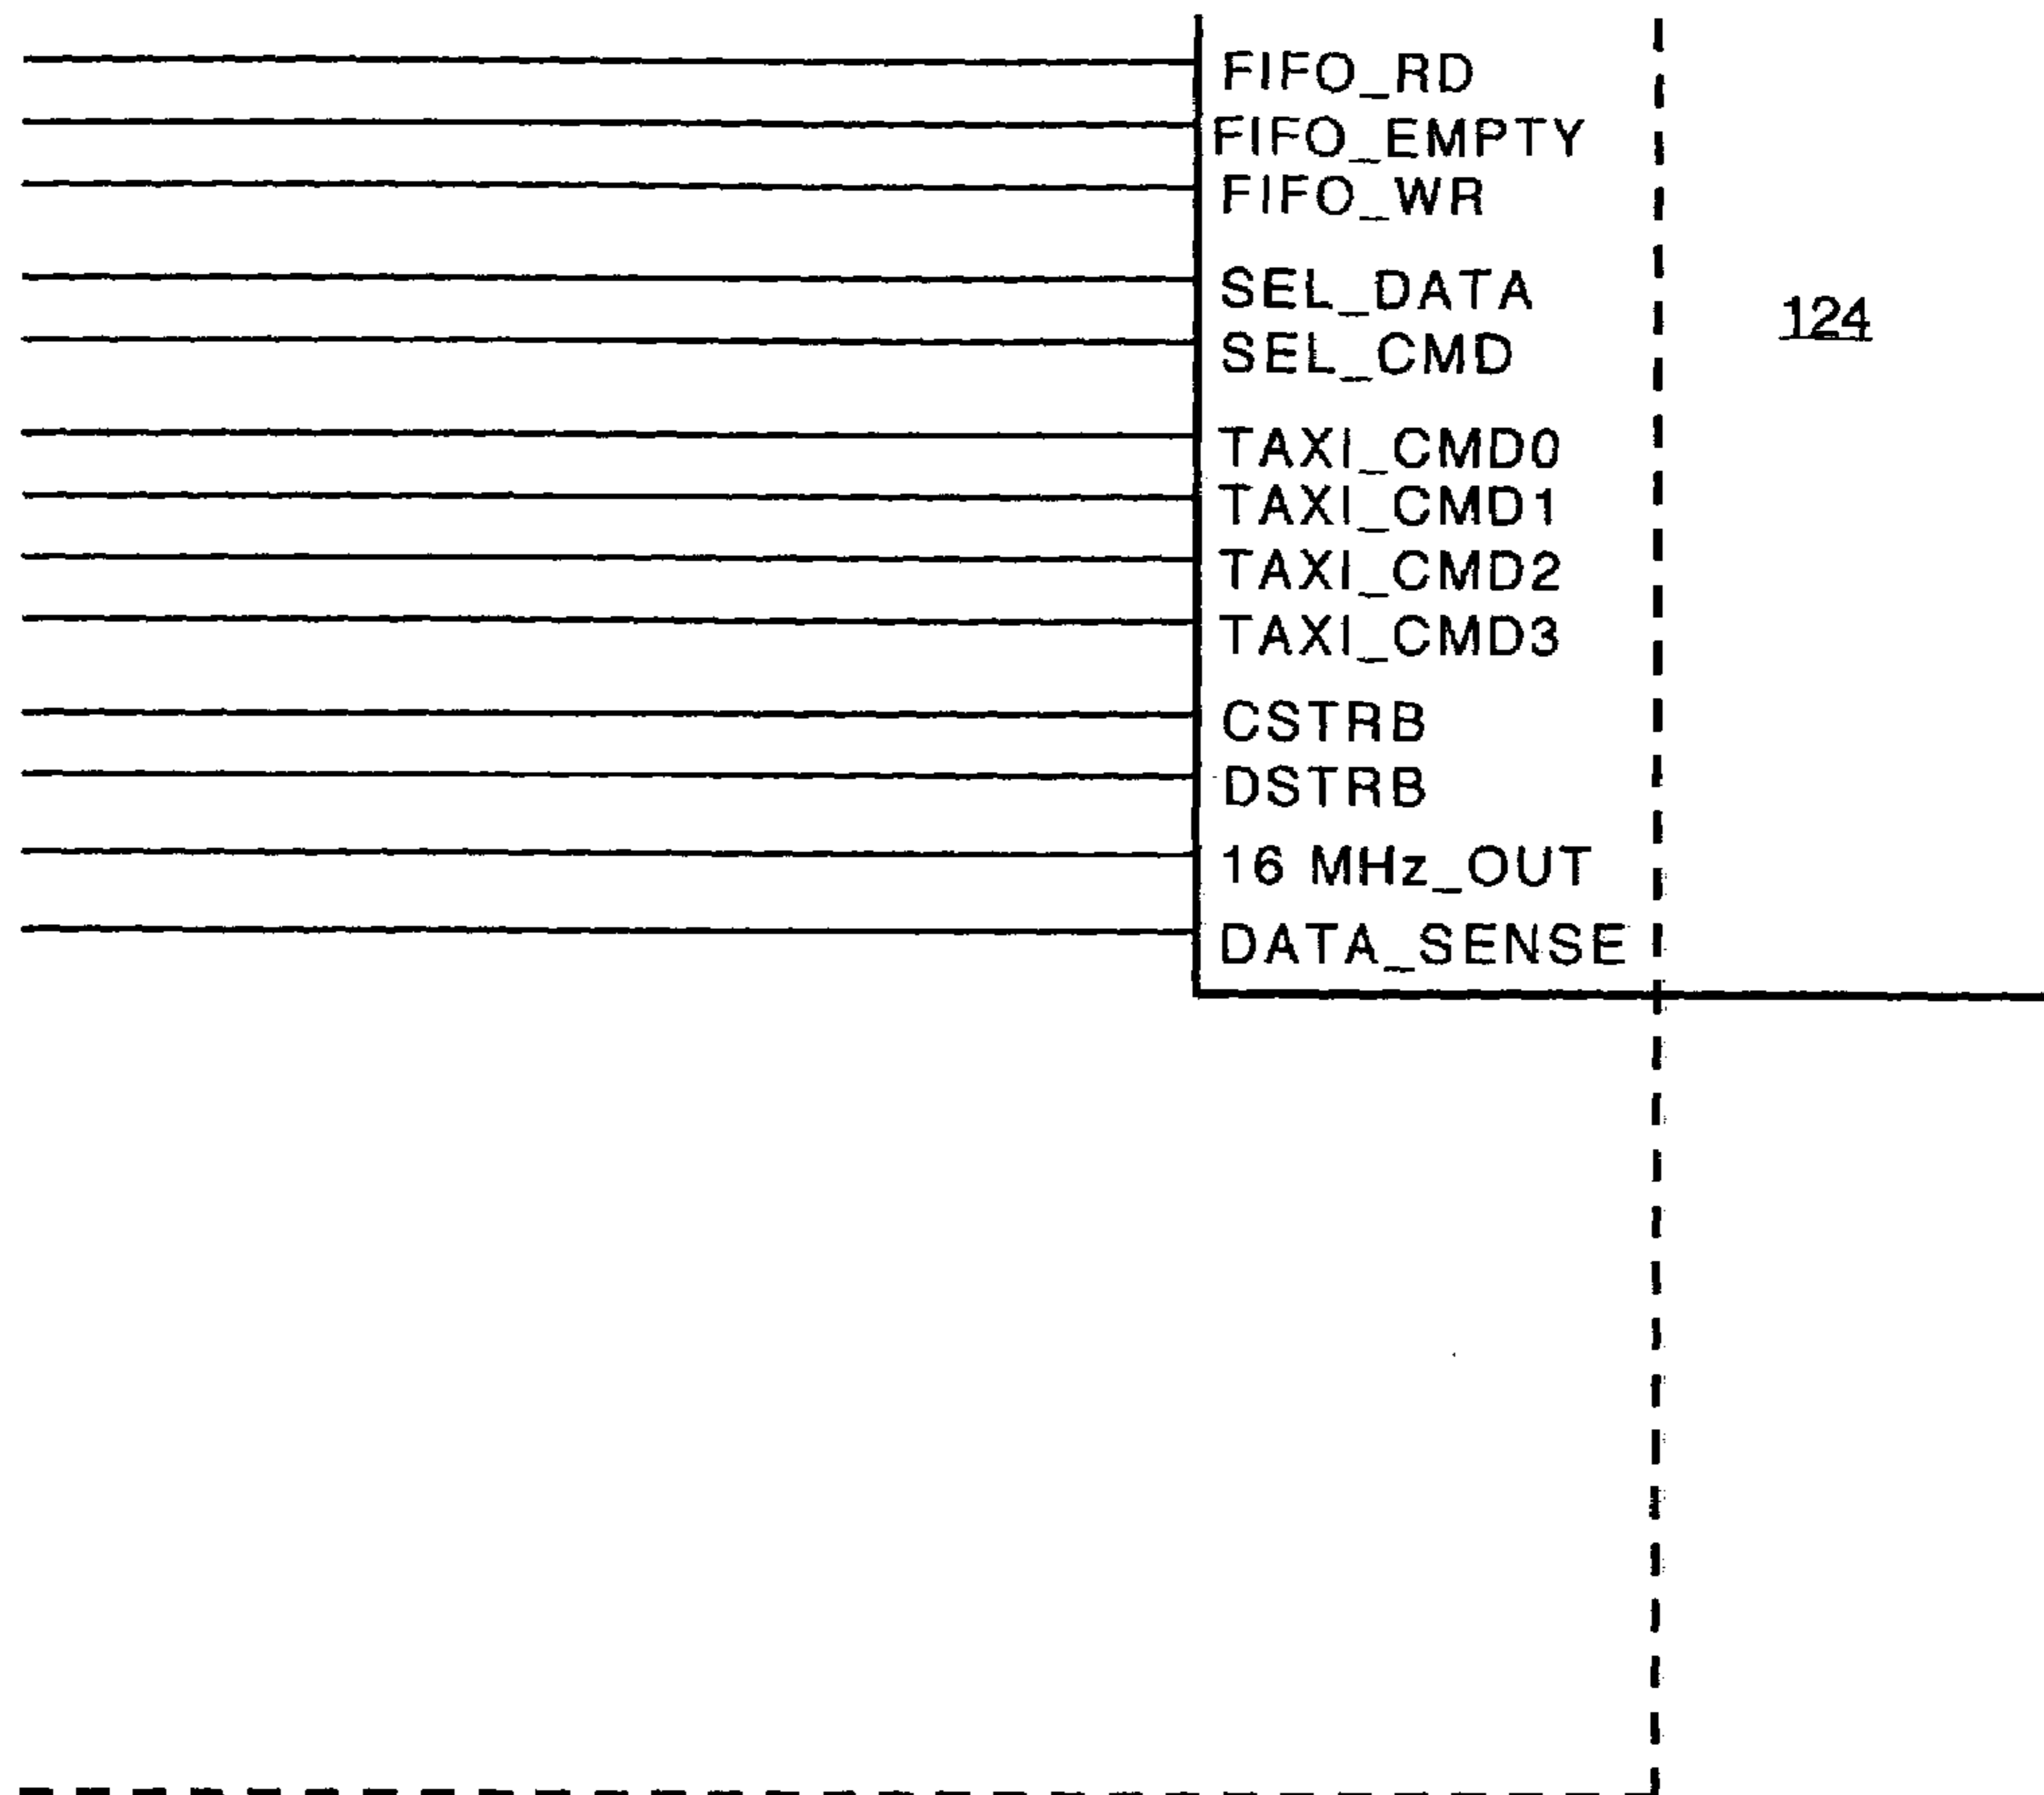 FIFO_RD
FIFO_EMPTY
FIFO_WR
SEL_DATA
124
SEL_CMD
TAXI_CMD0
TAXI_CMD1
TAXI_CMD2
TAXI_CMD3
CSTRB
DSTRB
16 MHz_OUT
DATA_SENSE